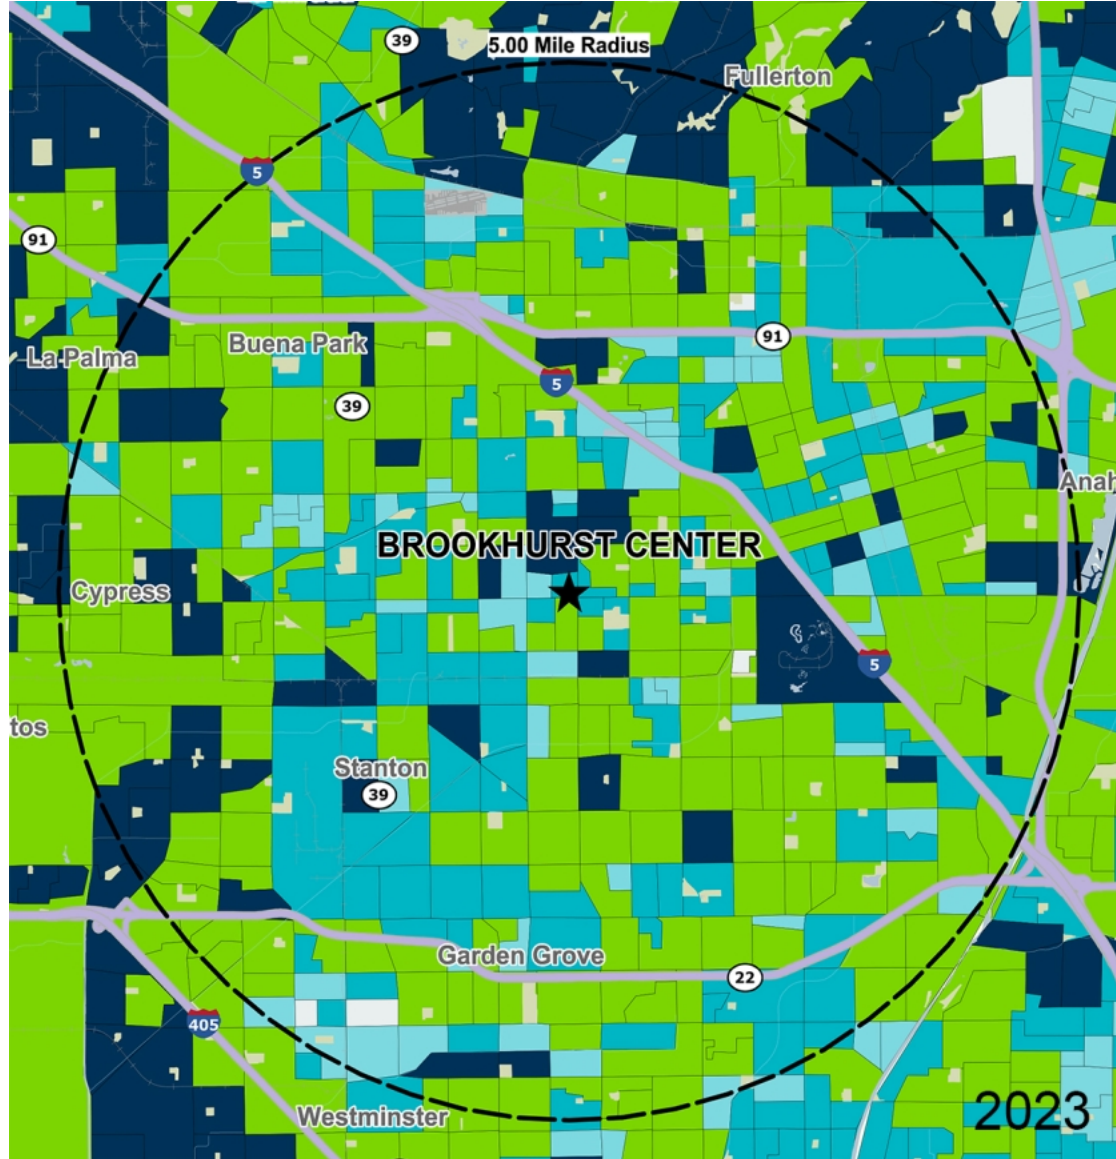 39
5.00 Mile Radius
Fullerton
5
91
91
La Palma
Buena Park
5
39
Anah
BROOKHURST CENTER
Cypress
5
tos
Stanton
39
Garden Grove
22
405
Westminster
2023